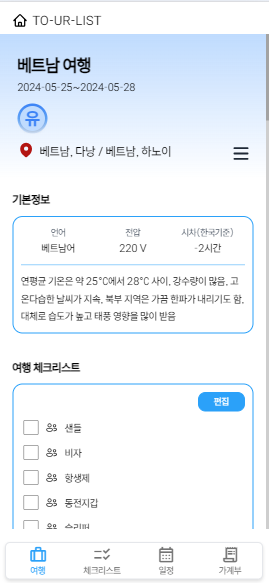 TO-UR-LIST
베트남 여행
2024-05-25~2024-05-28
유
베트남, 다낭 / 베트남, 하노이
기본정보
언어 전압 시차(한국기준)
베트남어 220 V -2시간
연평균 기온은 약 25°C에서 28°C 사이, 강수량이 많음, 고
온다습한 날씨가 지속, 북부 지역은 가끔 한파가 내리기도 함,
대체로 습도가 높고 태풍 영향을 많이 받음
여행 체크리스트
편집
샌들
비자
항생제
동전지갑
슬리퍼
여행 체크리스트 일정 가계부